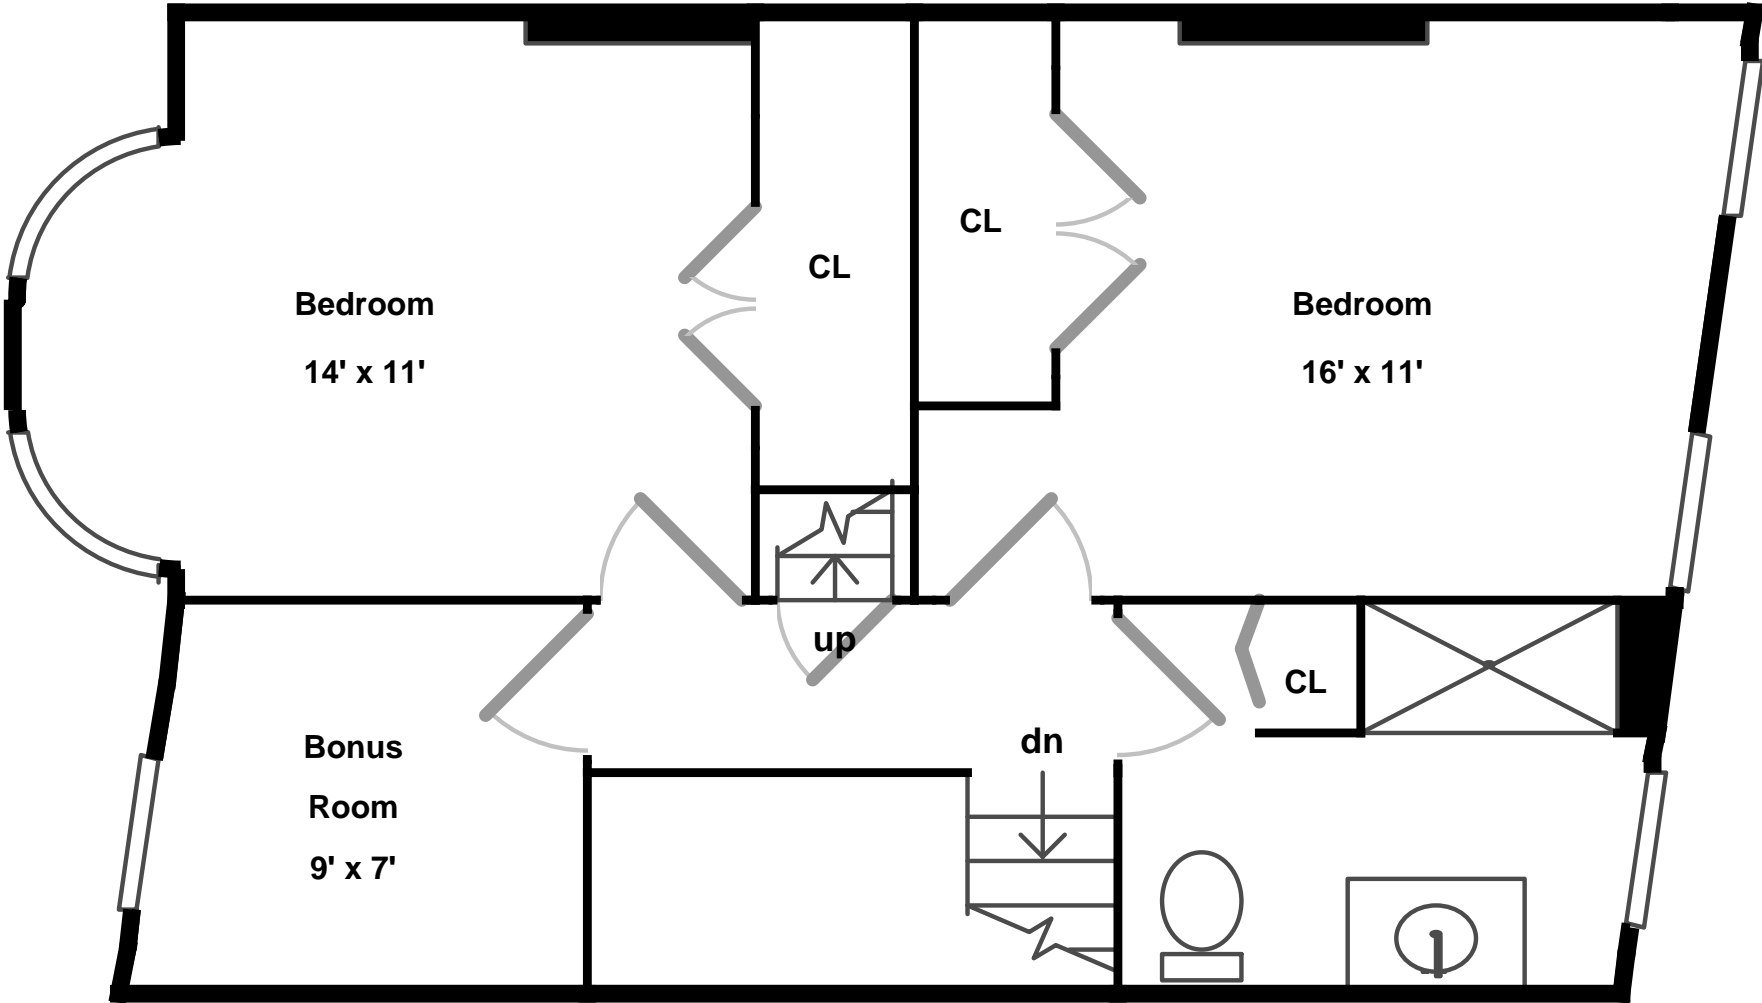 Bedroom
14' x 11'
CL
CL
Bedroom
16' x 11'
up
CL
dn
Bonus
Room
9' x 7'